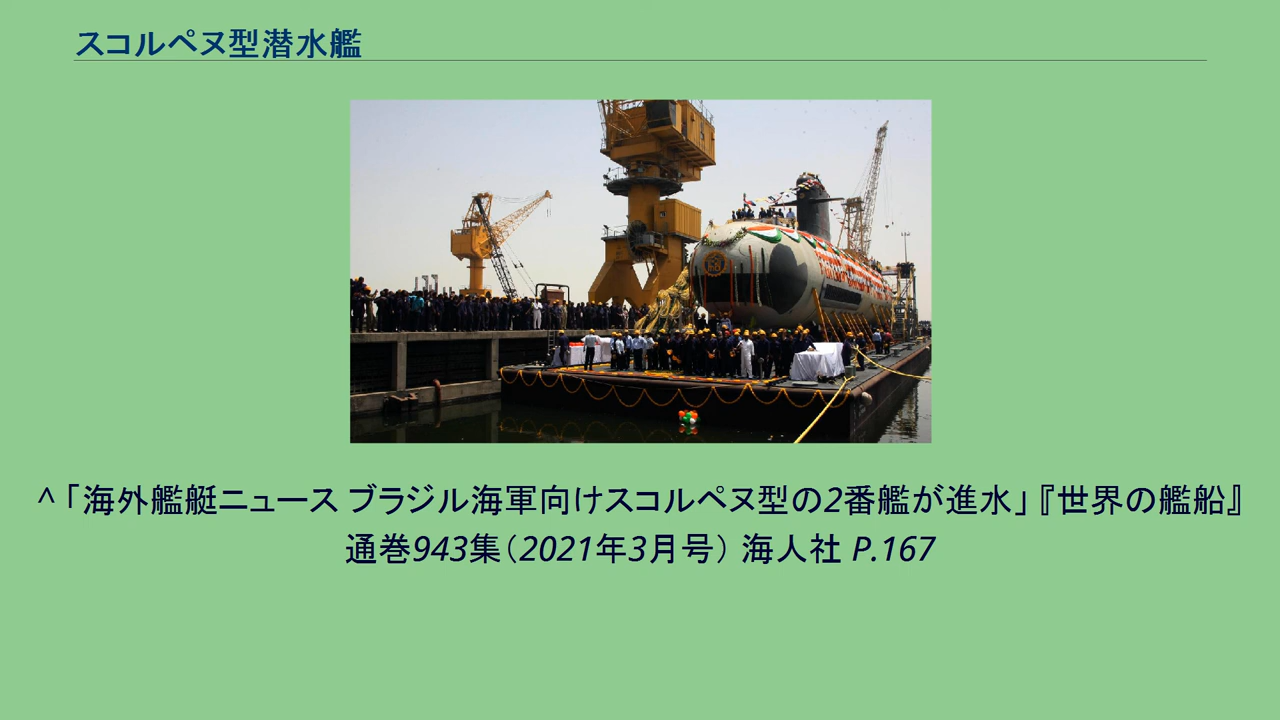 スコルペヌ型潜水艦
^ 「海外艦艇ニュース ブラジル海軍向けスコルペヌ型の2番艦が進水」 『世界の艦船』
通巻943集（2021年3月号） 海人社 P.167